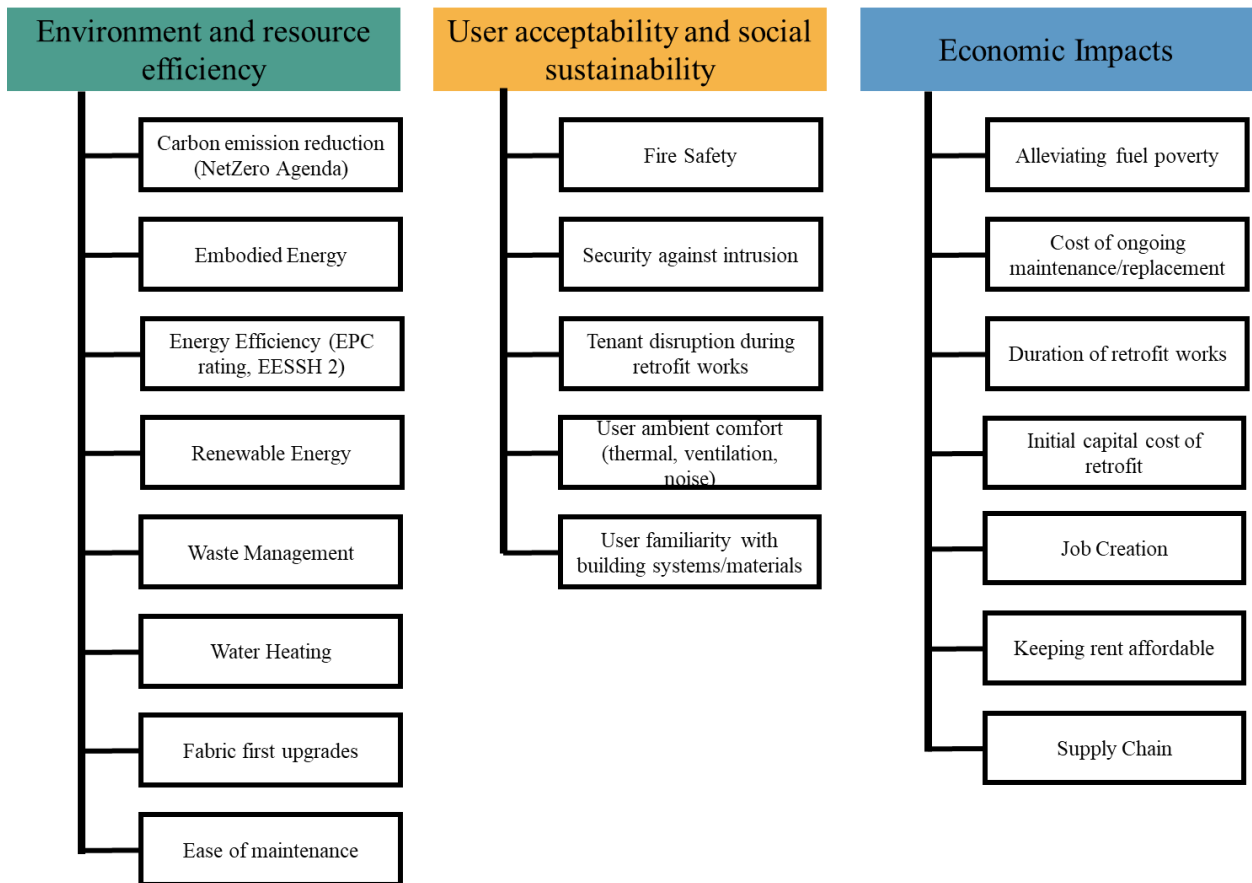 Environment and resource
efficiency
Carbon emission reduction
(NetZero Agenda)
Embodied Energy
Energy Efficiency (EPC
rating, EESSH 2)
Renewable Energy
Waste Management
Water Heating
Fabric first upgrades
Ease of maintenance
User acceptability and social
sustainability
Fire Safety
Security against intrusion
Tenant disruption during
retrofit works
User ambient comfort
(thermal, ventilation,
noise)
User familiarity with
building systems/materials
Economic Impacts
Alleviating fuel poverty
Cost of ongoing
maintenance/replacement
Duration of retrofit works
Initial capital cost of
retrofit
Job Creation
Keeping rent affordable
Supply Chain